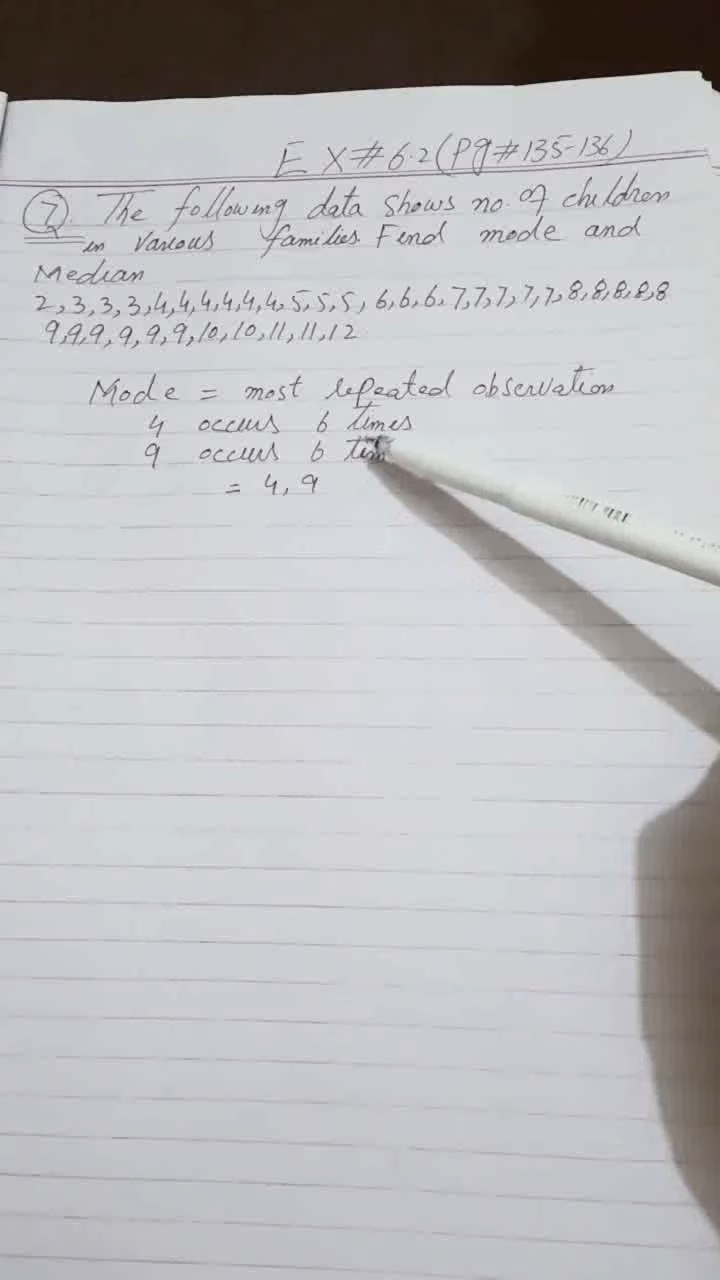 EX#6.2(Pg#135-136)
7. The following data shows no. of children
in various families. Find mode and
Median
2,3,3,3,4,4,4,4,4,4,5,5,5,6,6,6,7,7,7,7,7,8,8,8,8,8
9,9,9,9,9,9,10,10,11,11,12
Mode = most repeated observation
4 occurs 6 times
9 occurs 6 tim
= 4, 9